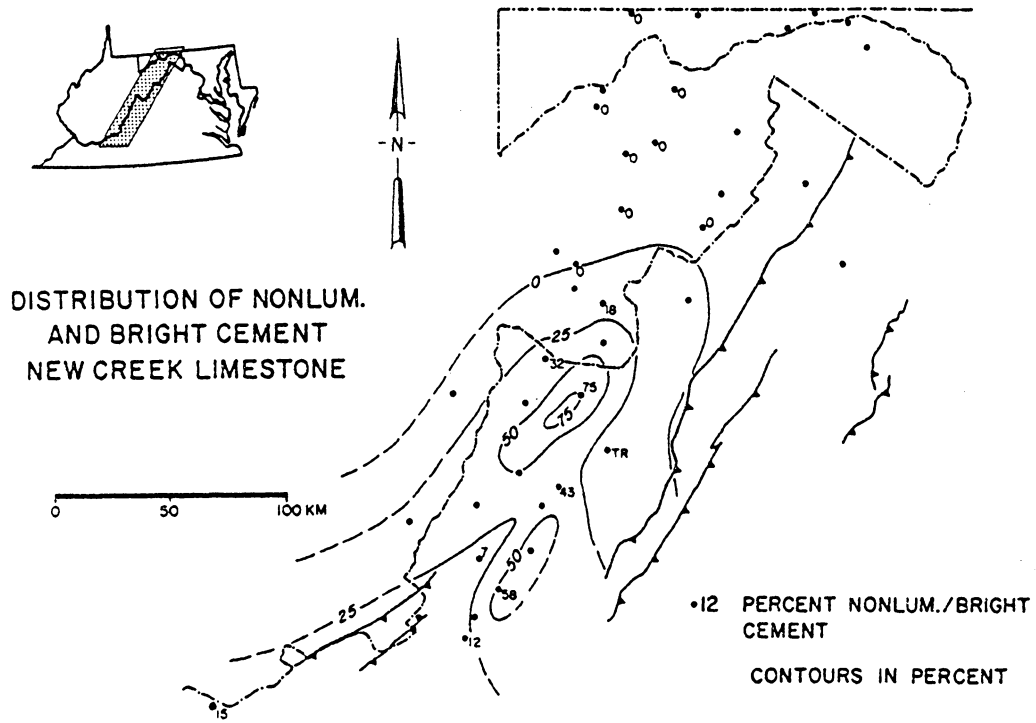 0
0
0
0
0
-N-
0
0
0
0
DISTRIBUTION OF NONLUM.
AND BRIGHT CEMENT
NEW CREEK LIMESTONE
18
25
32
75
75
50
TR
43
0 50 100 KM
7
50
58
25
12
15
•12 PERCENT NONLUM./BRIGHT
CEMENT
CONTOURS IN PERCENT